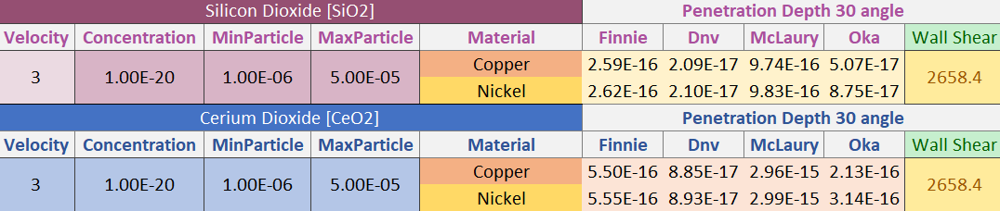 Silicon Dioxide [SiO2] Penetration Depth 30 angle
Velocity Concentration MinParticle MaxParticle Material Finnie Dnv McLaury Oka Wall Shear
3 1.00E-20 1.00E-06 5.00E-05 Copper 2.59E-16 2.09E-17 9.74E-16 5.07E-17 2658.4
Nickel 2.62E-16 2.10E-17 9.83E-16 8.75E-17
Cerium Dioxide [CeO2] Penetration Depth 30 angle
Velocity Concentration MinParticle MaxParticle Material Finnie Dnv McLaury Oka Wall Shear
3 1.00E-20 1.00E-06 5.00E-05 Copper 5.50E-16 8.85E-17 2.96E-15 2.13E-16 2658.4
Nickel 5.55E-16 8.93E-17 2.99E-15 3.14E-16